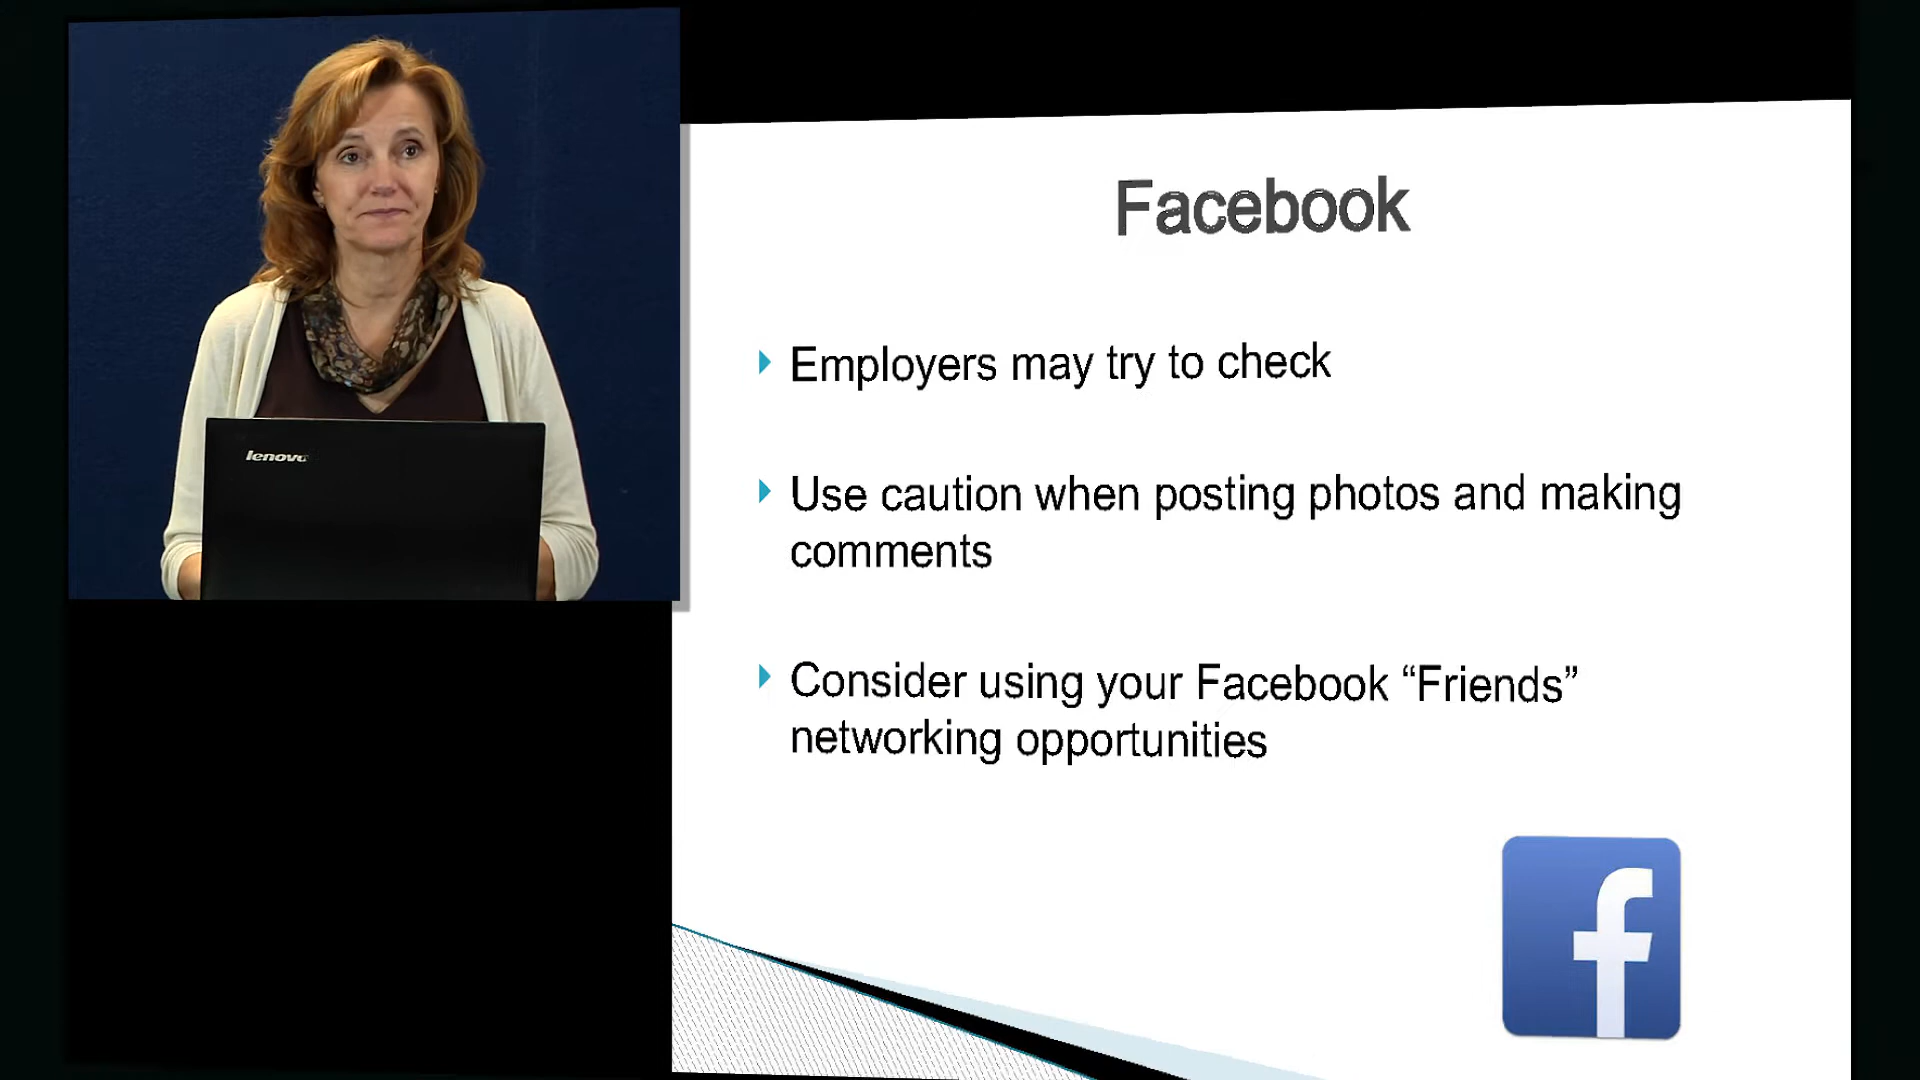 lenovo
Facebook
Employers may try to check
Use caution when posting photos and making
comments
Consider using your Facebook “Friends”
networking opportunities